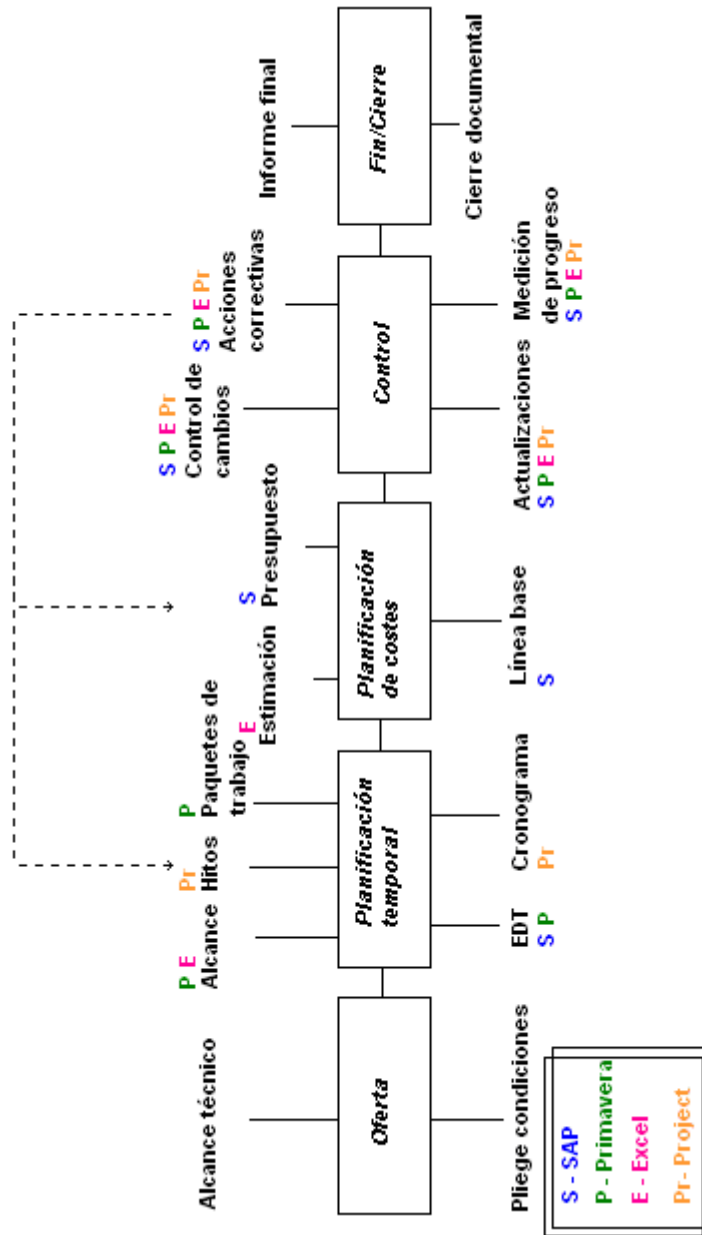 Alcance técnico
Oferta
Pliege condiciones
P E
Alcance
Pr
Hitos
P
Paquetes de
trabajo
Planificación
temporal
EDT
S P
Cronograma
Pr
E
Estimación
S
Presupuesto
Planificación
de costes
Línea base
S
S P E Pr
Control de
cambios
S P E Pr
Acciones
correctivas
Control
Actualizaciones
S P E Pr
Medición
de progreso
S P E Pr
Informe final
Fin/Cierre
Cierre documental
S - SAP
P - Primavera
E - Excel
Pr- Project